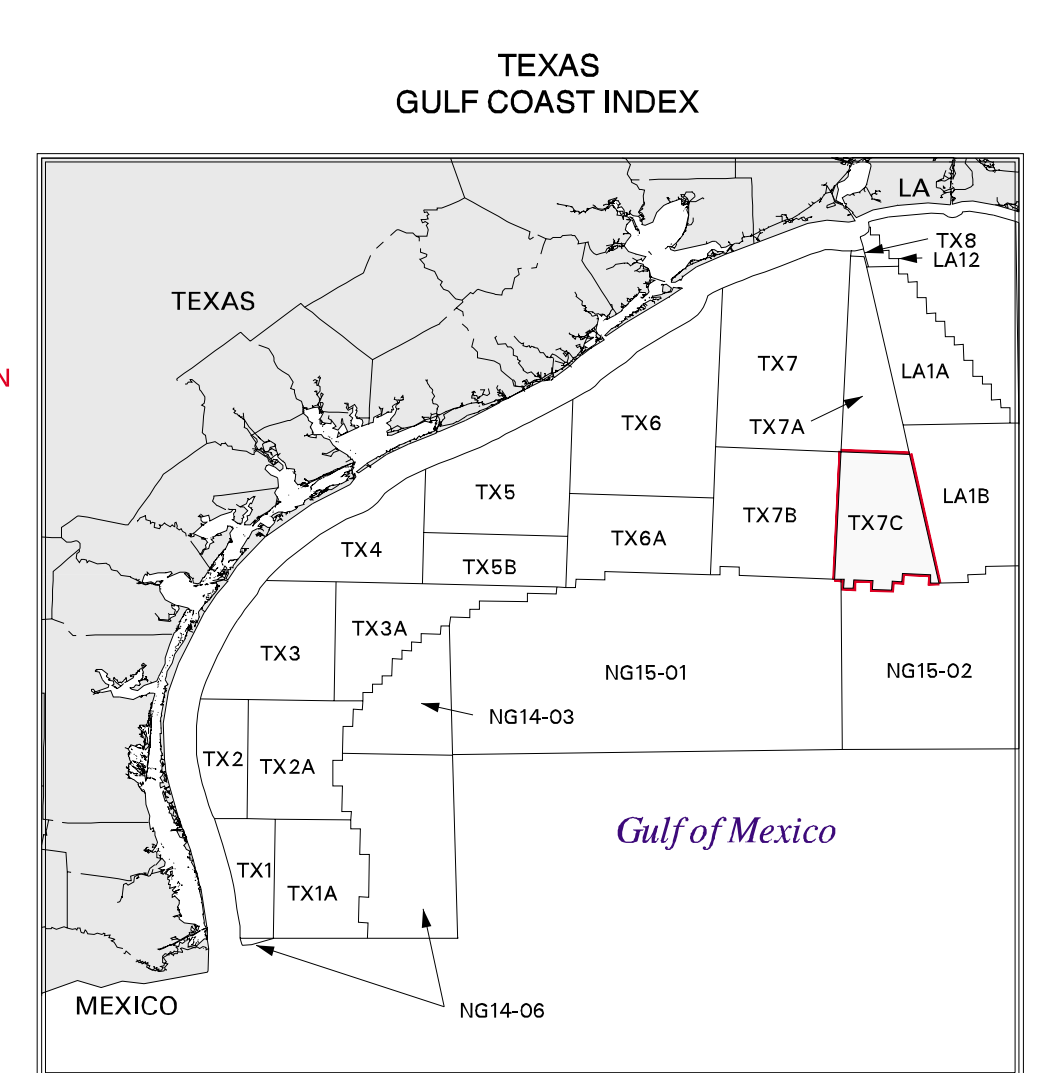 TEXAS
GULF COAST INDEX
LA
TX8
LA12
TEXAS
TX7
LA1A
N
TX6
TX7A
TX5
LA1B
TX7B
TX7C
TX6A
TX4
TX5B
TX3A
TX3
NG15-01
NG15-02
NG14-03
TX2
TX2A
Gulf of Mexico
TX1
TX1A
MEXICO
NG14-06